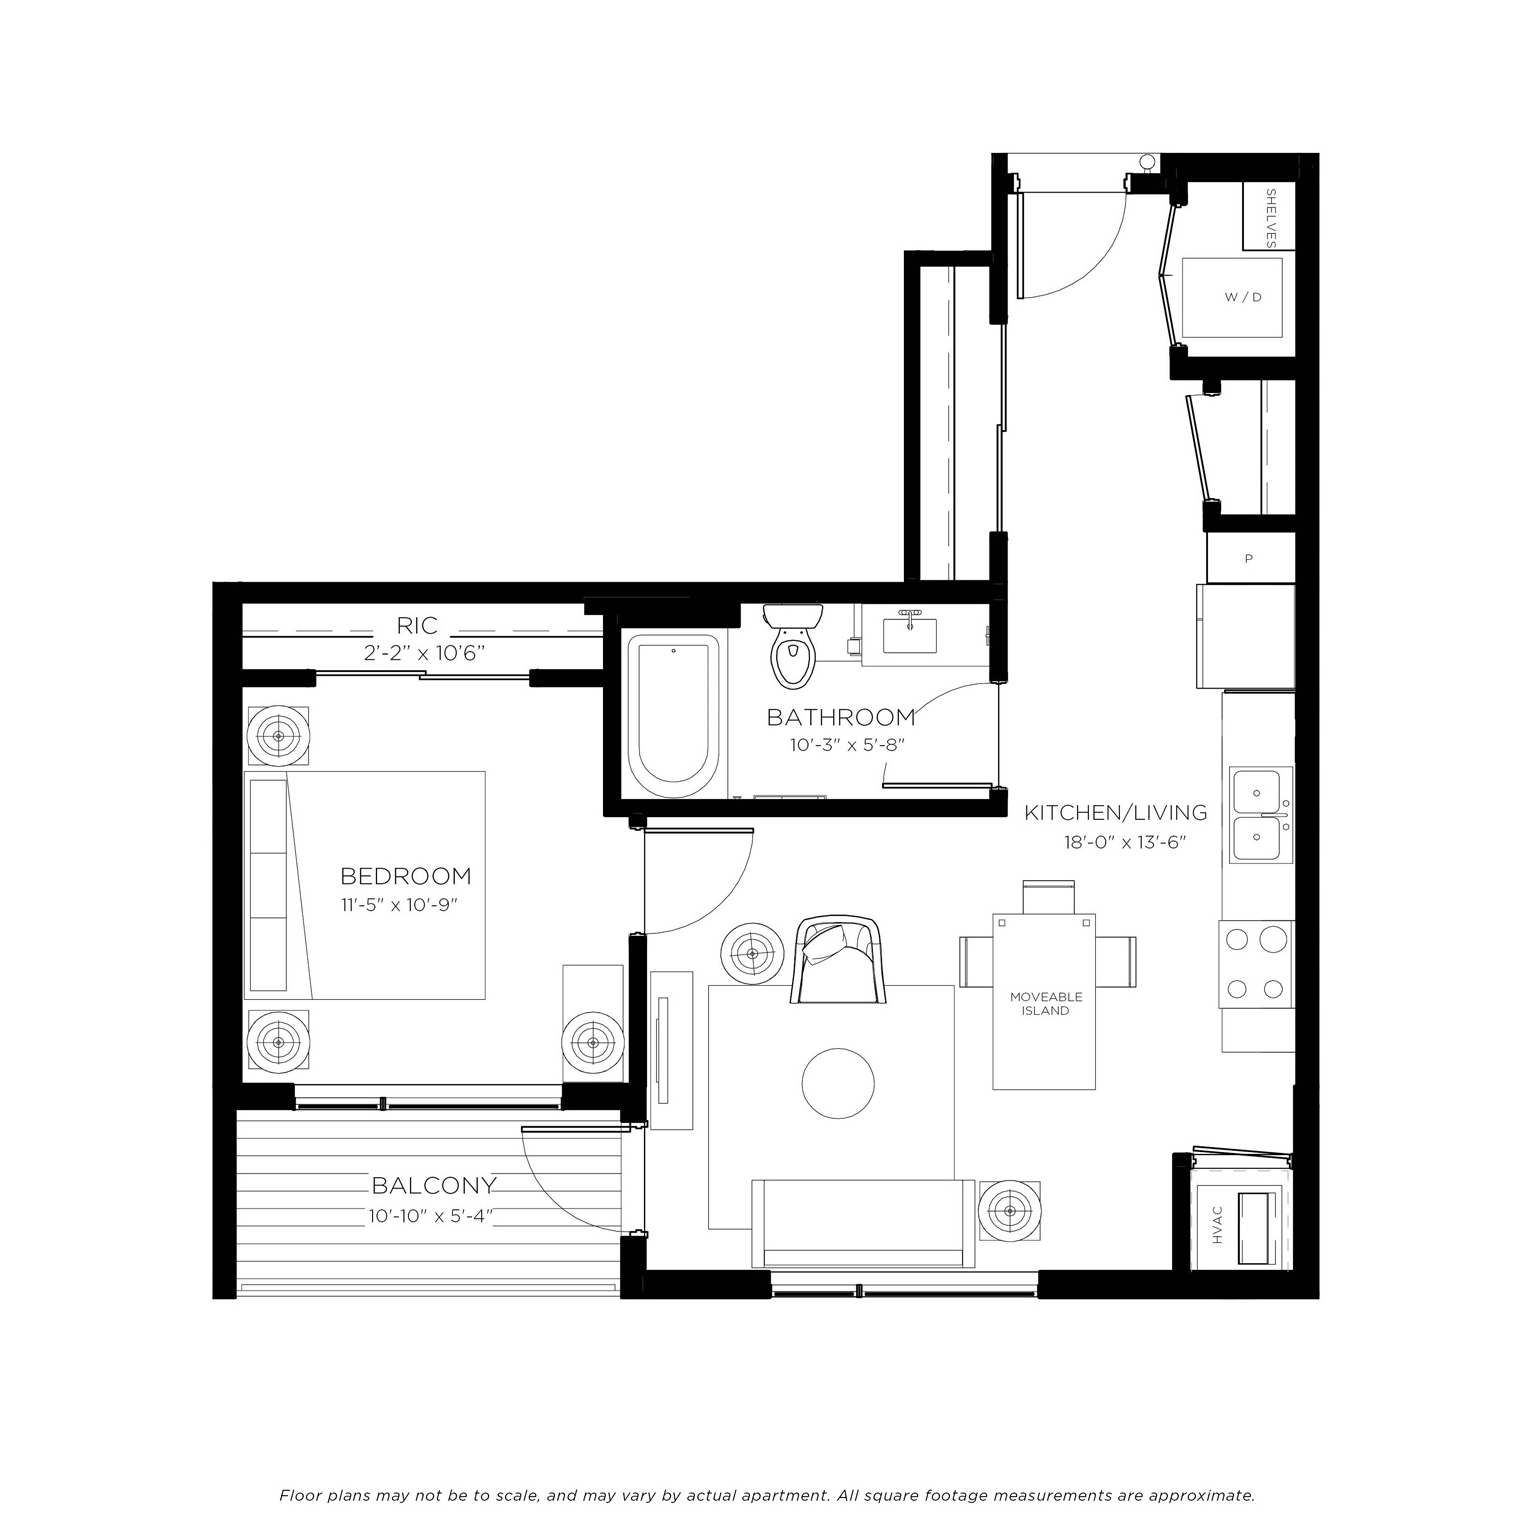 SHELVES
W / D
P
RIC
2'-2" x 10'6"
BATHROOM
10'-3" x 5'-8"
KITCHEN/LIVING
18'-0" x 13'-6"
BEDROOM
11'-5" x 10'-9"
MOVEABLE
ISLAND
BALCONY
10'-10" x 5'-4"
HVAC
Floor plans may not be to scale, and may vary by actual apartment. All square footage measurements are approximate.